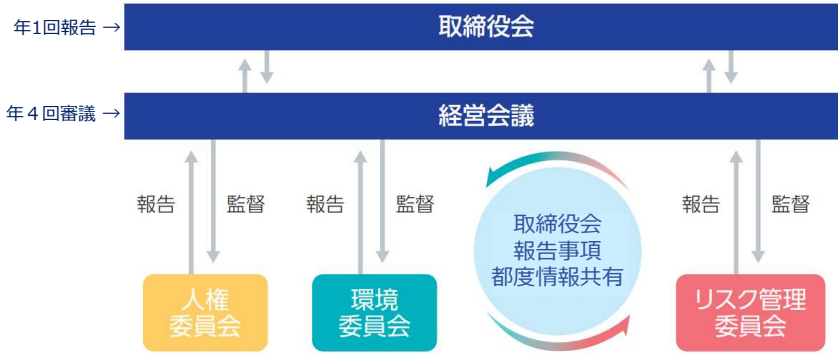 年1回報告 →
取締役会
年４回審議 →
経営会議
報告
監督
報告
監督
報告
監督
取締役会
報告事項
都度情報共有
人権
委員会
環境
委員会
リスク管理
委員会